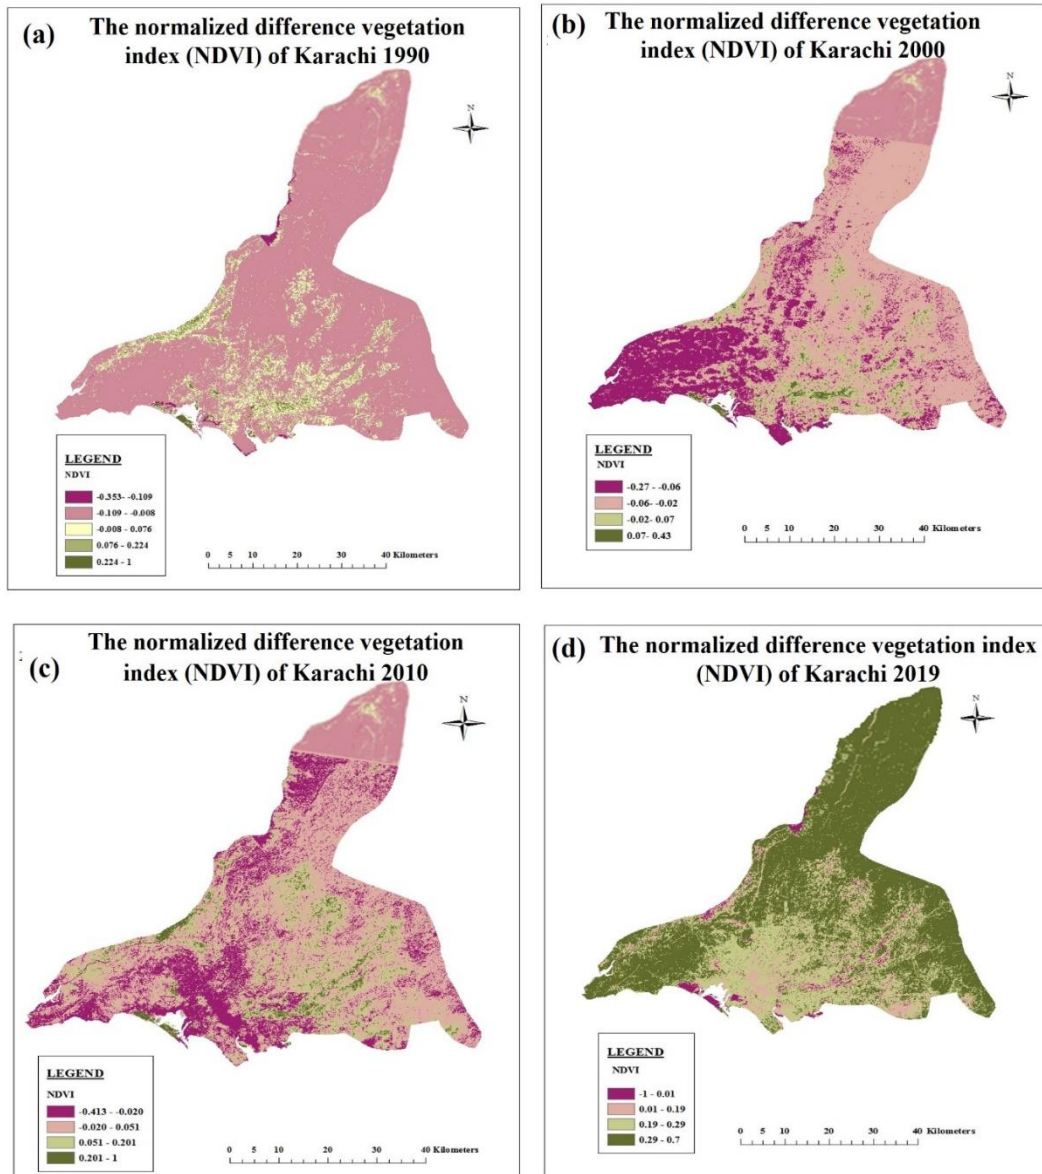 (a)
The normalized difference vegetation
index (NDVI) of Karachi 1990
N
LEGEND
NDVI
-0.353- -0.109
-0.109 - -0.008
-0.008 - 0.076
0.076 - 0.224
0.224 - 1
0 5 10 20 30 40 Kilometers
(b)
The normalized difference vegetation
index (NDVI) of Karachi 2000
N
LEGEND
NDVI
-0.27 - -0.06
-0.06- -0.02
-0.02- 0.07
0.07- 0.43
0 5 10 20 30 40 Kilometers
(c)
The normalized difference vegetation
index (NDVI) of Karachi 2010
N
LEGEND
NDVI
-0.413 - -0.020
-0.020 - 0.051
0.051 - 0.201
0.201 - 1
0 5 10 20 30 40 Kilometers
(d)
The normalized difference vegetation index
(NDVI) of Karachi 2019
N
LEGEND
NDVI
-1 - 0.01
0.01 - 0.19
0.19 - 0.29
0.29 - 0.7
0 5 10 20 30 40 Kilometers